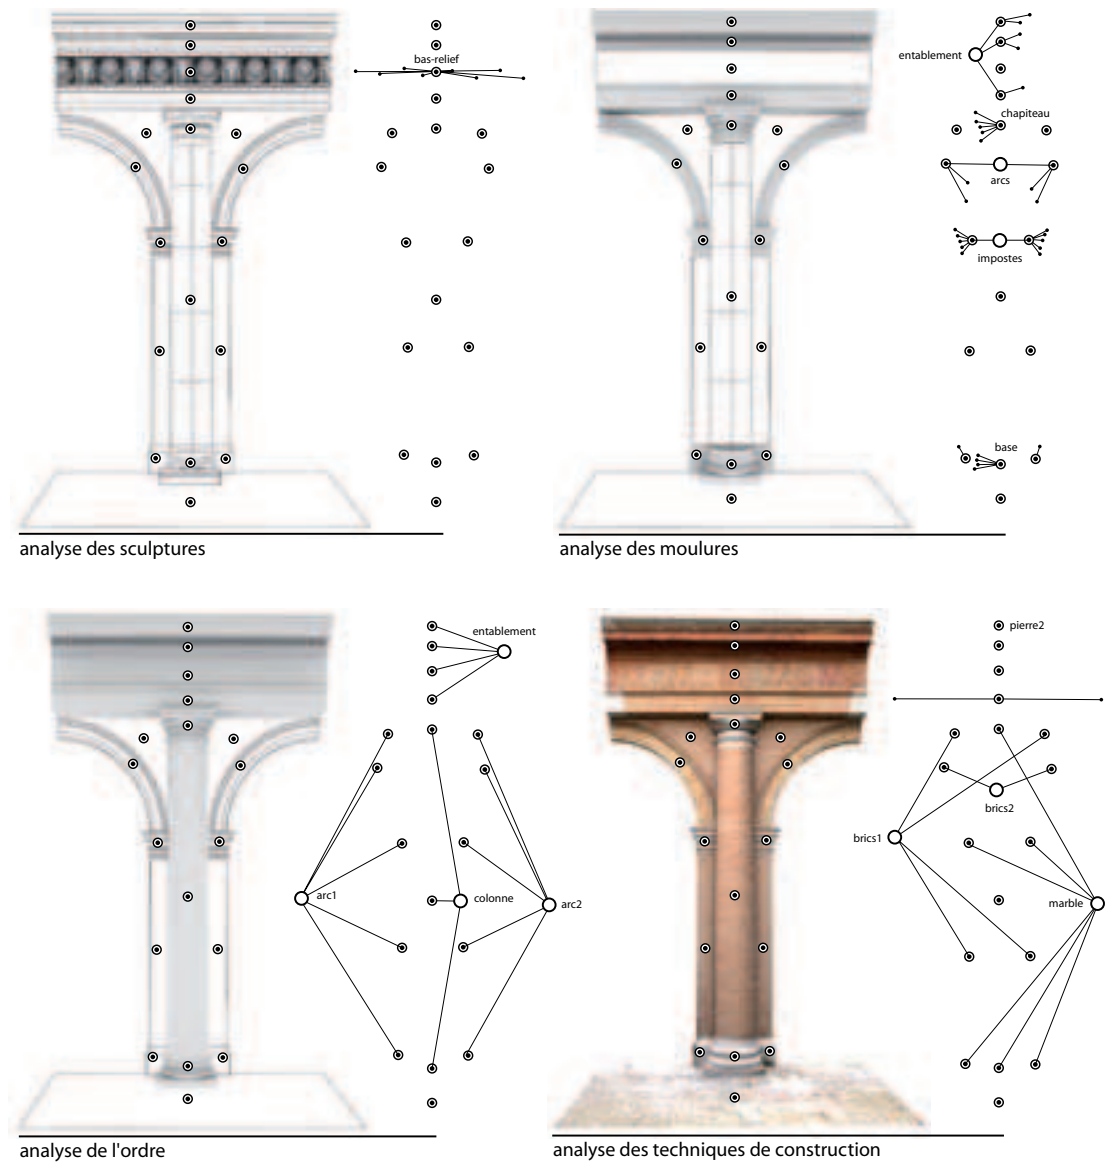 bas-relief
analyse des sculptures
entablement
chapiteau
arcs
impostes
base
analyse des moulures
entablement
arc1
colonne
arc2
analyse de l'ordre
pierre2
brics2
brics1
marble
analyse des techniques de construction